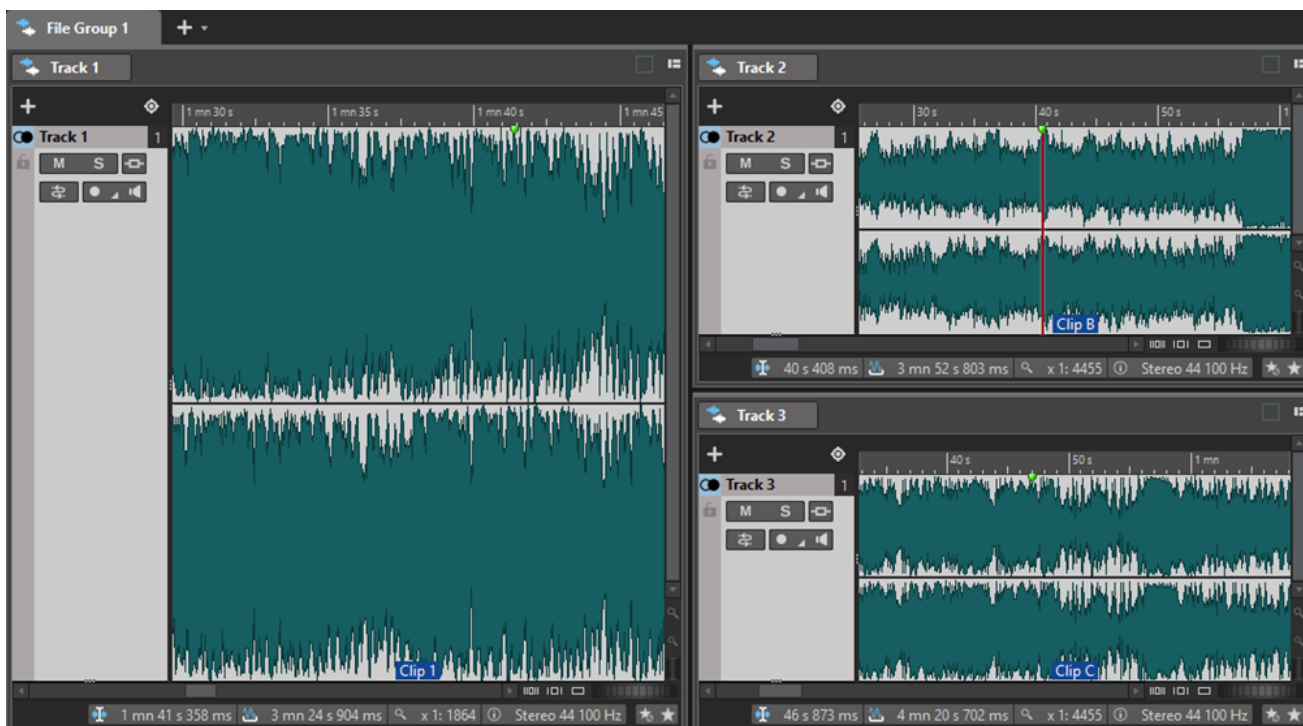 File Group 1
Track 1
1 mn 30 s 1 mn 35 s 1 mn 40 s 1 mn 45
Track 1 1
M S
Clip 1
1 mn 41 s 358 ms 3 mn 24 s 904 ms x 1: 1864 Stereo 44 100 Hz
Track 2
30 s 40 s 50 s 1
Track 2 1
M S
Clip B
40 s 408 ms 3 mn 52 s 803 ms x 1: 4455 Stereo 44 100 Hz
Track 3
40 s 50 s 1 mn
Track 3 1
M S
Clip C
46 s 873 ms 4 mn 20 s 702 ms x 1: 4455 Stereo 44 100 Hz